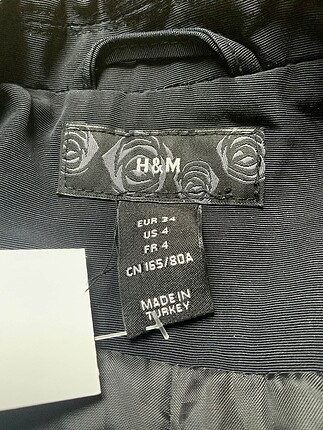 H&M
EUR 34
US 4
FR 4
CN 165/80A
MADE IN
TURKEY